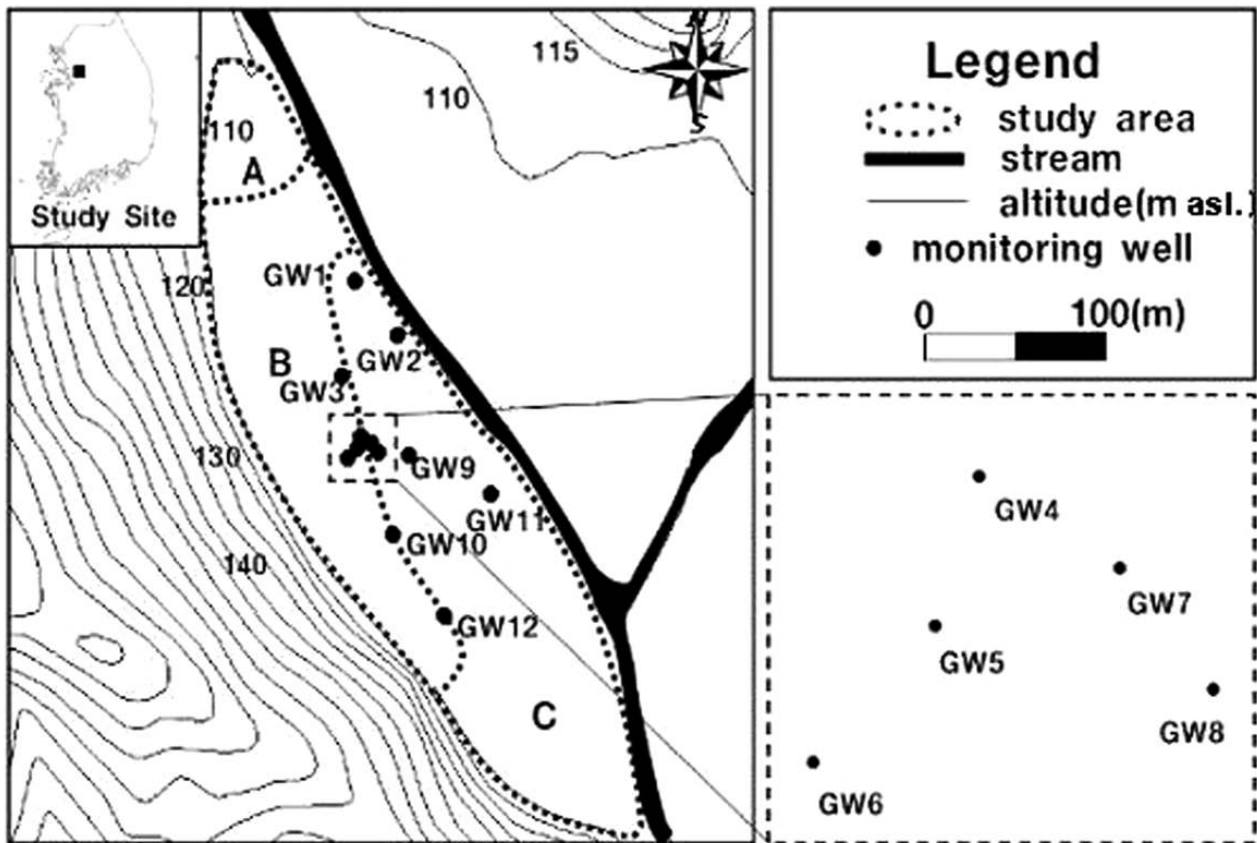 N
S
115
110
110
A
Study Site
120
GW1
GW2
B
GW3
130
GW9
GW11
GW10
140
GW12
C
Legend
study area
stream
altitude(m asl.)
monitoring well
0 100(m)
GW4
GW7
GW5
GW8
GW6